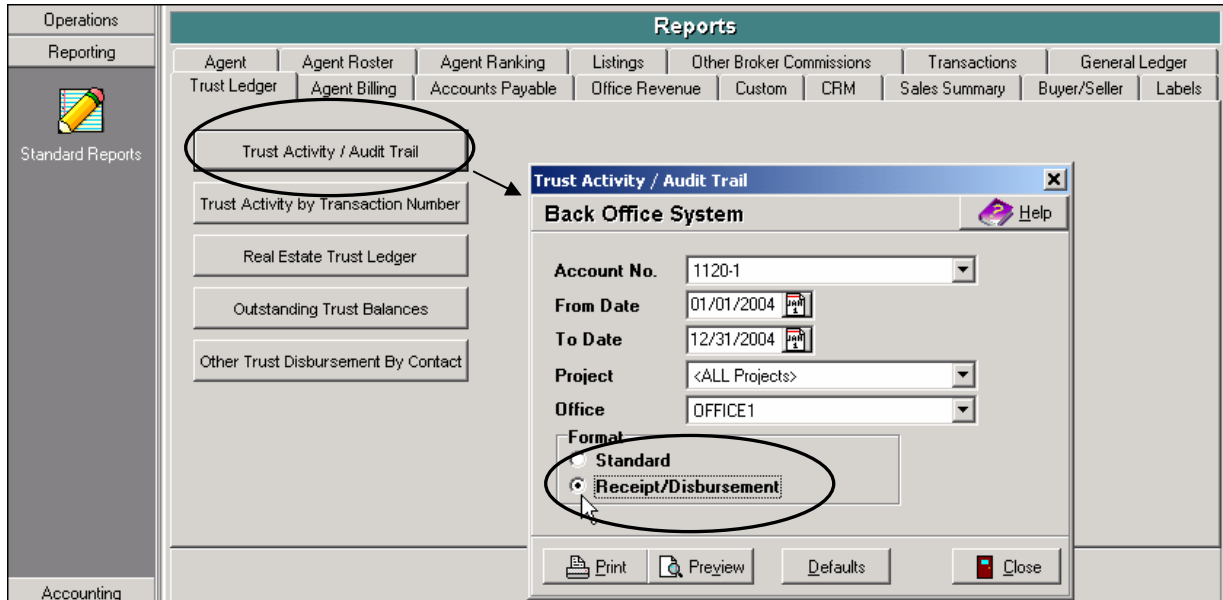 Operations
Reporting
Standard Reports
Accounting
Reports
Agent Agent Roster Agent Ranking Listings Other Broker Commissions Transactions General Ledger
Trust Ledger Agent Billing Accounts Payable Office Revenue Custom CRM Sales Summary Buyer/Seller Labels
Trust Activity / Audit Trail
Trust Activity by Transaction Number
Real Estate Trust Ledger
Outstanding Trust Balances
Other Trust Disbursement By Contact
Trust Activity / Audit Trail
Back Office System Help
Account No. 1120-1
From Date 01/01/2004 JAN 1
To Date 12/31/2004 JAN 1
Project <ALL Projects>
Office OFFICE1
Format
Standard
Receipt/Disbursement
Print Preview Defaults Close